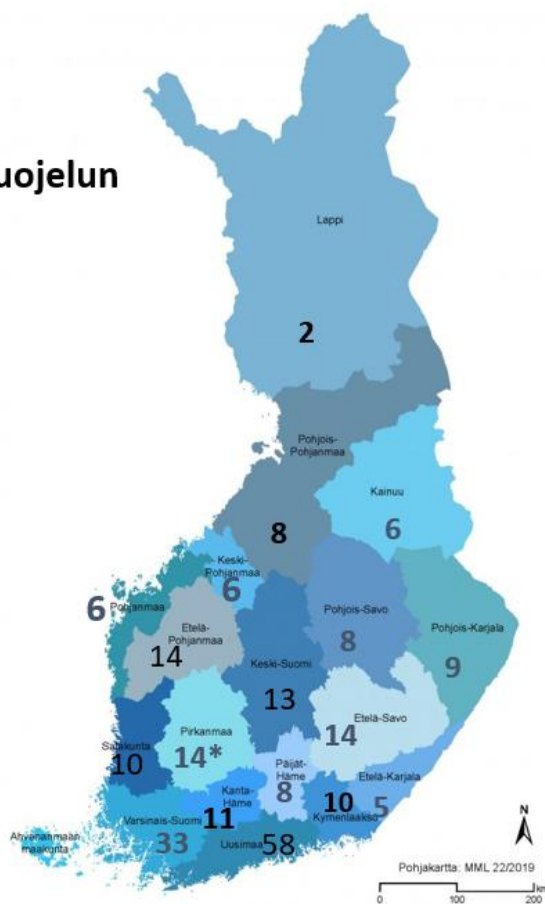 uojelun
Lappi
2
Pohjois-
Pohjanmaa
8
Kainuu
6
Keski-
Pohjanmaa
6
6 Pohjanmaa
Etelä-
Pohjanmaa
14
Pohjois-Savo
8
Pohjois-Karjala
9
Keski-Suomi
13
Etelä-Savo
14
Pirkanmaa
14*
Satakunta
10
Päijät-
Häme
8
Etelä-Karjala
5
Kanta-
Häme
11
10
Kymenlaakso
Varsinais-Suomi
33
Uusimaa 58
Ahvenanmaan
maakunta
N
Pohjakartta: MML 22/2019
km
0 100 200